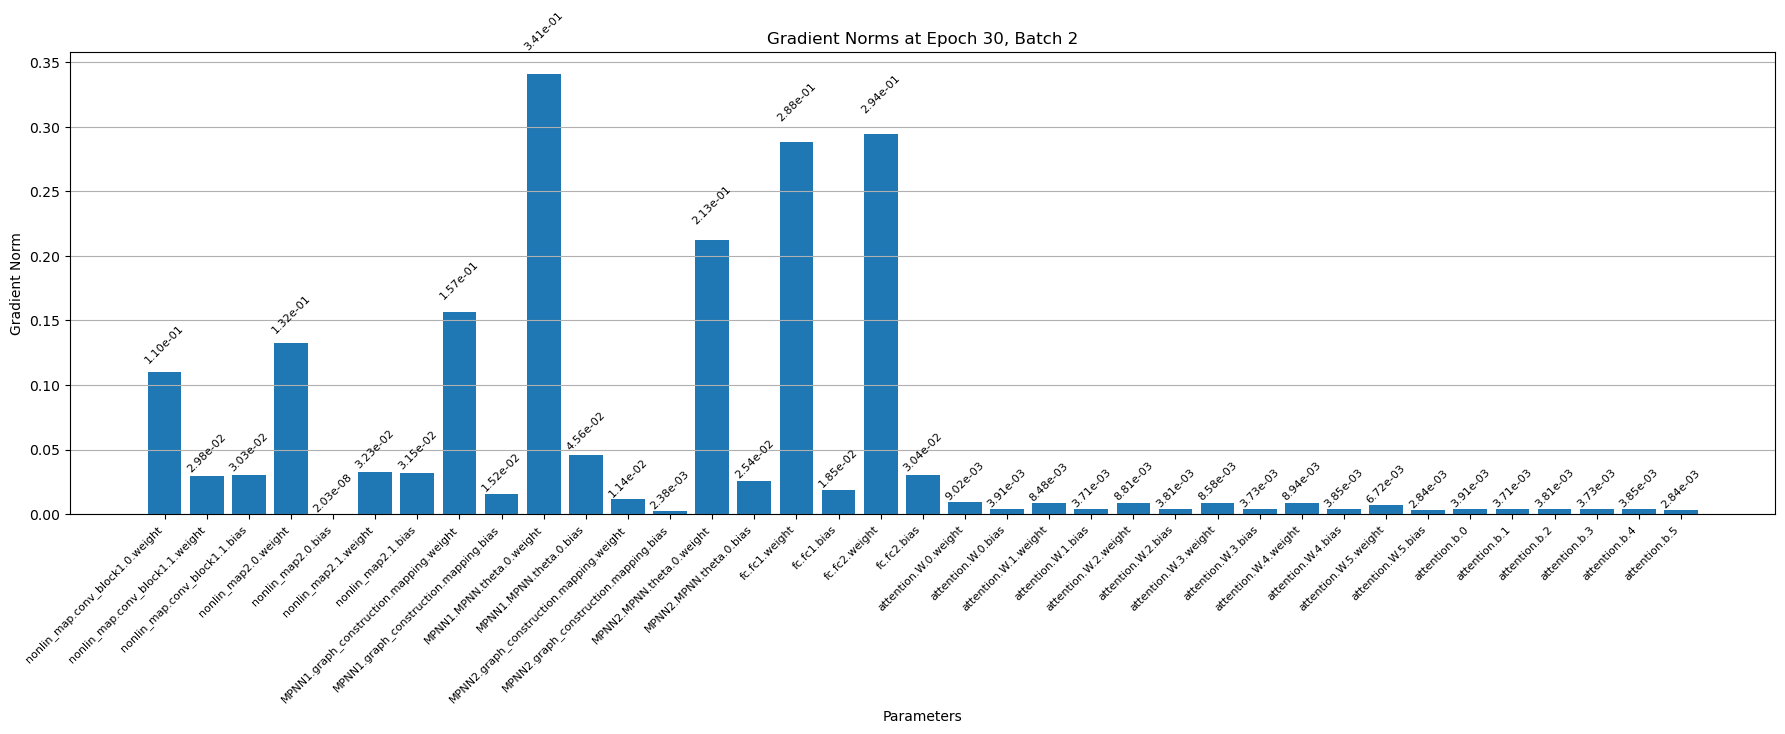 Gradient Norms at Epoch 30, Batch 2
Gradient Norm
0.35
0.30
0.25
0.20
0.15
0.10
0.05
0.00
1.10e-01
2.98e-02
3.03e-02
1.32e-01
2.03e-08
3.23e-02
3.15e-02
1.57e-01
1.52e-02
3.41e-01
4.56e-02
1.14e-02
2.38e-03
2.13e-01
2.54e-02
2.88e-01
1.85e-02
2.94e-01
3.04e-02
9.02e-03
3.91e-03
8.48e-03
3.71e-03
8.81e-03
3.81e-03
8.58e-03
3.73e-03
8.94e-03
3.85e-03
6.72e-03
2.84e-03
3.91e-03
3.71e-03
3.81e-03
3.73e-03
3.85e-03
2.84e-03
nonlin_map.conv_block1.0.weight
nonlin_map.conv_block1.1.weight
nonlin_map.conv_block1.1.bias
nonlin_map2.0.weight
nonlin_map2.0.bias
nonlin_map2.1.weight
nonlin_map2.1.bias
MPNN1.graph_construction.mapping.weight
MPNN1.graph_construction.mapping.bias
MPNN1.MPNN.theta.0.weight
MPNN1.MPNN.theta.0.bias
MPNN2.graph_construction.mapping.weight
MPNN2.graph_construction.mapping.bias
MPNN2.MPNN.theta.0.weight
MPNN2.MPNN.theta.0.bias
fc.fc1.weight
fc.fc1.bias
fc.fc2.weight
fc.fc2.bias
attention.W.0.weight
attention.W.0.bias
attention.W.1.weight
attention.W.1.bias
attention.W.2.weight
attention.W.2.bias
attention.W.3.weight
attention.W.3.bias
attention.W.4.weight
attention.W.4.bias
attention.W.5.weight
attention.W.5.bias
attention.b.0
attention.b.1
attention.b.2
attention.b.3
attention.b.4
attention.b.5
Parameters